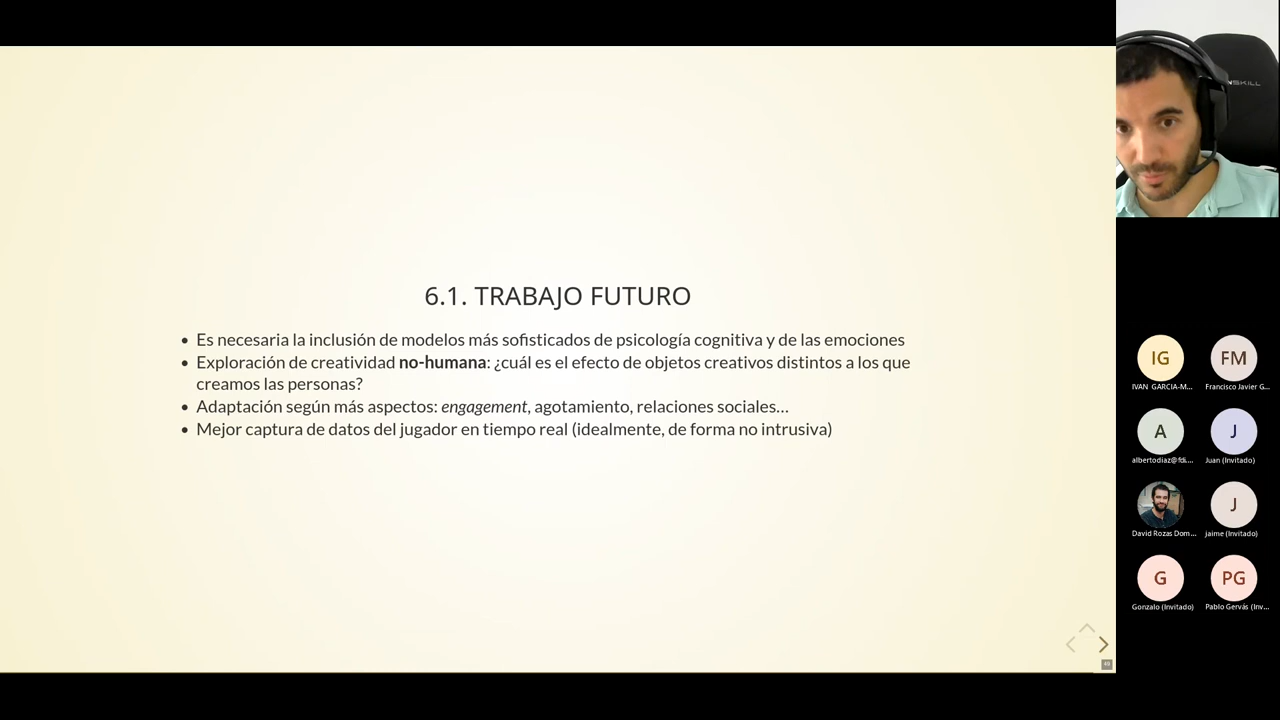 6.1. TRABAJO FUTURO
• Es necesaria la inclusión de modelos más sofisticados de psicología cognitiva y de las emociones
• Exploración de creatividad no-humana: ¿cuál es el efecto de objetos creativos distintos a los que
creamos las personas?
• Adaptación según más aspectos: engagement, agotamiento, relaciones sociales...
• Mejor captura de datos del jugador en tiempo real (idealmente, de forma no intrusiva)
IG
FM
IVAN GARCIA-M...
Francisco Javier G...
A
J
albertodiaz@fdi....
Juan (Invitado)
J
David Rozas Dom...
jaime (Invitado)
G
PG
Gonzalo (Invitado)
Pablo Gervás (Inv...